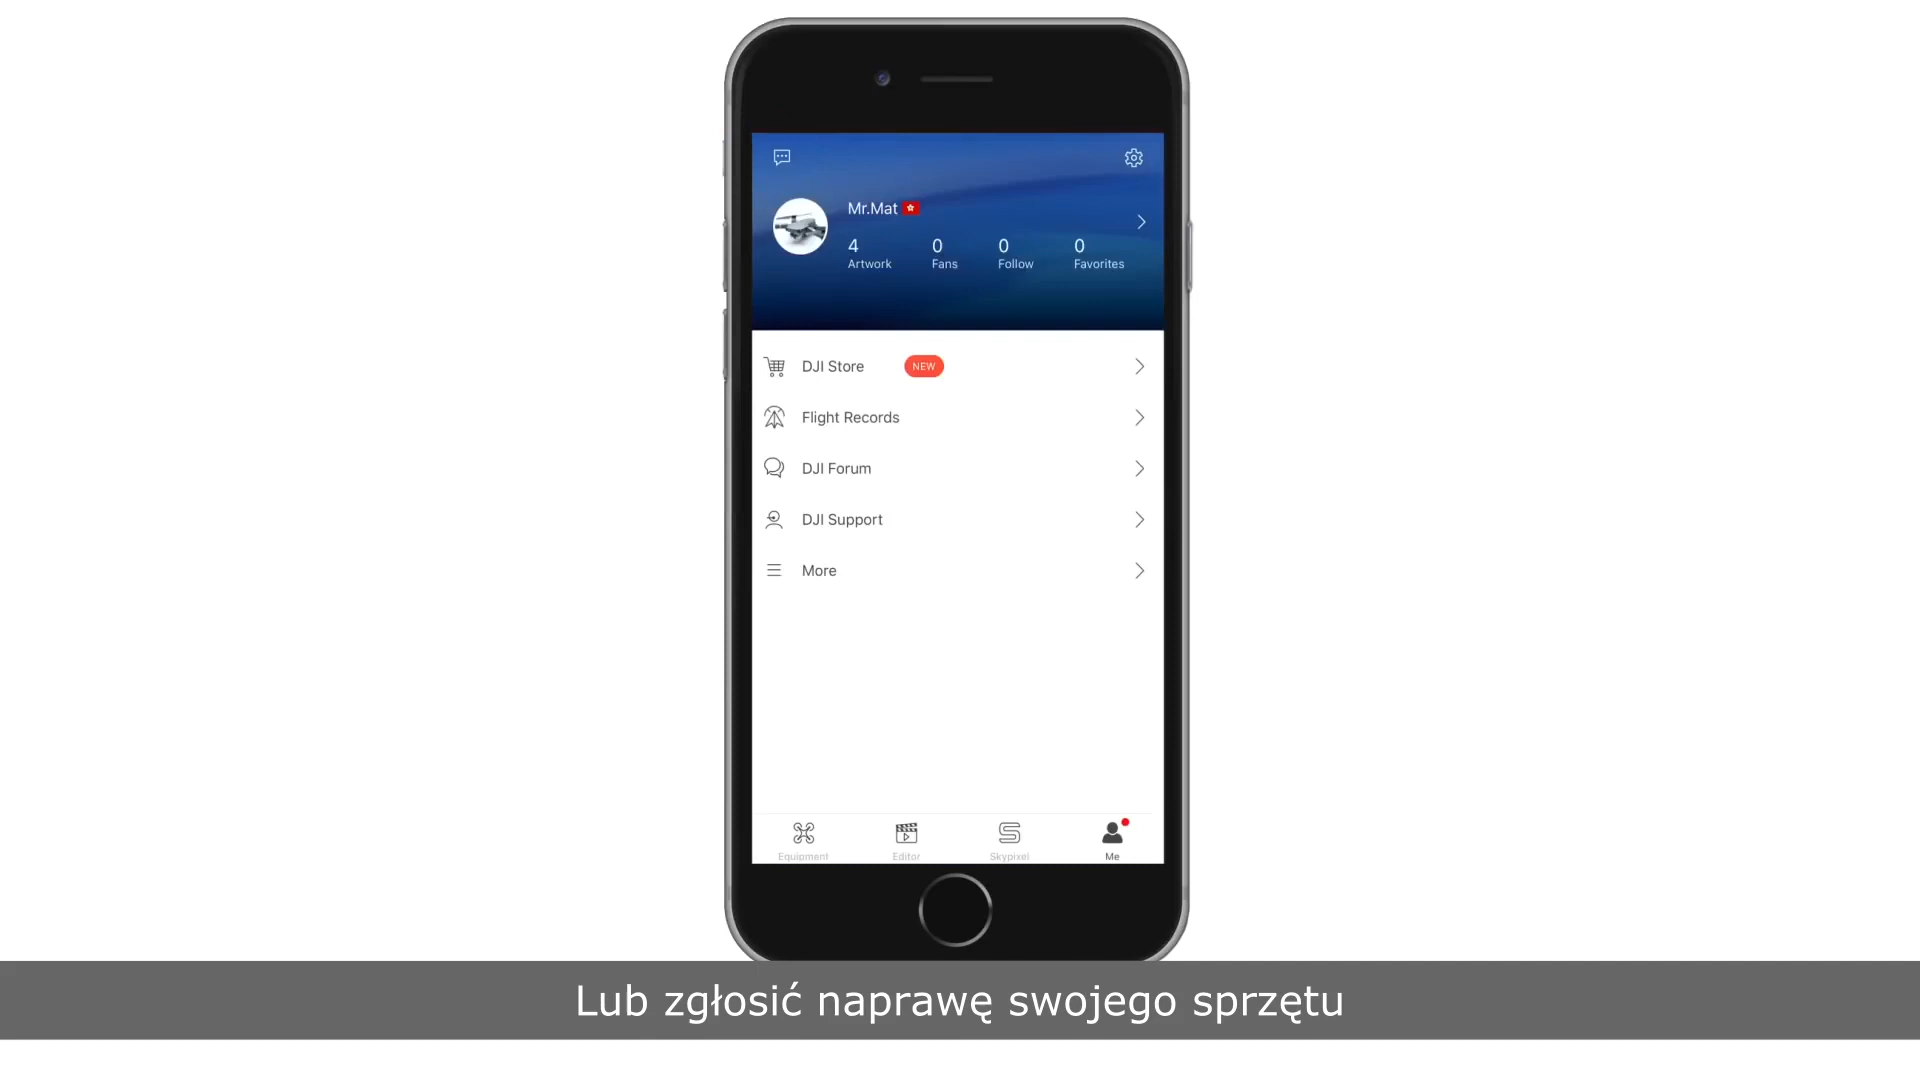 Mr.Mat
4 0 0 0
Artwork Fans Follow Favorites
DJI Store NEW
Flight Records
DJI Forum
DJI Support
More
Equipment Editor Skypixel Me
Lub zgłosić naprawę swojego sprzętu